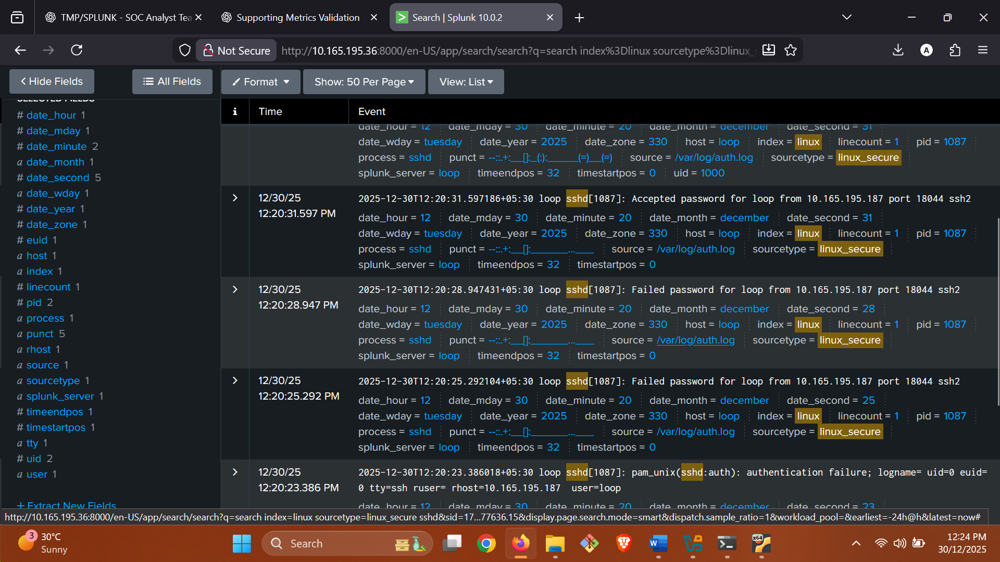 TMP/SPLUNK - SOC Analyst Tea
Supporting Metrics Validation
Search | Splunk 10.0.2
Not Secure
http://10.165.195.36:8000/en-US/app/search/search?q=search index%3Dlinux sourcetype%3Dlinux_
A
Hide Fields
All Fields
Format
Show: 50 Per Page
View: List
SELECTED FIELDS
# date_hour 1
# date_mday 1
# date_minute 2
a date_month 1
# date_second 5
a date_wday 1
# date_year 1
# date_zone 1
# euid 1
a host 1
a index 1
# linecount 1
# pid 2
a process 1
a punct 5
a rhost 1
a source 1
a sourcetype 1
a splunk_server 1
# timeendpos 1
# timestartpos 1
a tty 1
# uid 2
a user 1
+ Extract New Fields
i Time Event
date_hour = 12 date_mday = 30 date_minute = 20 date_month = december date_second = 31
date_wday = tuesday date_year = 2025 date_zone = 330 host = loop index = linux linecount = 1 pid = 1087
process = sshd punct = --::.+:__[]:_(:):______(=)__(=) source = /var/log/auth.log sourcetype = linux_secure
splunk_server = loop timeendpos = 32 timestartpos = 0 uid = 1000
12/30/25
12:20:31.597 PM
2025-12-30T12:20:31.597186+05:30 loop sshd[1087]: Accepted password for loop from 10.165.195.187 port 18044 ssh2
date_hour = 12 date_mday = 30 date_minute = 20 date_month = december date_second = 31
date_wday = tuesday date_year = 2025 date_zone = 330 host = loop index = linux linecount = 1 pid = 1087
process = sshd punct = --::.+:__[]:_______..._____ source = /var/log/auth.log sourcetype = linux_secure
splunk_server = loop timeendpos = 32 timestartpos = 0
12/30/25
12:20:28.947 PM
2025-12-30T12:20:28.947431+05:30 loop sshd[1087]: Failed password for loop from 10.165.195.187 port 18044 ssh2
date_hour = 12 date_mday = 30 date_minute = 20 date_month = december date_second = 28
date_wday = tuesday date_year = 2025 date_zone = 330 host = loop index = linux linecount = 1 pid = 1087
process = sshd punct = --::.+:__[]:_______..._____ source = /var/log/auth.log sourcetype = linux_secure
splunk_server = loop timeendpos = 32 timestartpos = 0
12/30/25
12:20:25.292 PM
2025-12-30T12:20:25.292104+05:30 loop sshd[1087]: Failed password for loop from 10.165.195.187 port 18044 ssh2
date_hour = 12 date_mday = 30 date_minute = 20 date_month = december date_second = 25
date_wday = tuesday date_year = 2025 date_zone = 330 host = loop index = linux linecount = 1 pid = 1087
process = sshd punct = --::.+:__[]:_______..._____ source = /var/log/auth.log sourcetype = linux_secure
splunk_server = loop timeendpos = 32 timestartpos = 0
12/30/25
12:20:23.386 PM
2025-12-30T12:20:23.386018+05:30 loop sshd[1087]: pam_unix(sshd:auth): authentication failure; logname= uid=0 euid=
0 tty=ssh ruser= rhost=10.165.195.187 user=loop
date_hour = 12 date_mday = 30 date_minute = 20 date_month = december date_second = 23
http://10.165.195.36:8000/en-US/app/search/search?q=search index=linux sourcetype=linux_secure sshd&sid=17...77636.15&display.page.search.mode=smart&dispatch.sample_ratio=1&workload_pool=&earliest=-24h@h&latest=now#
3
30°C
Sunny
Search
W
x64
12:24 PM
30/12/2025